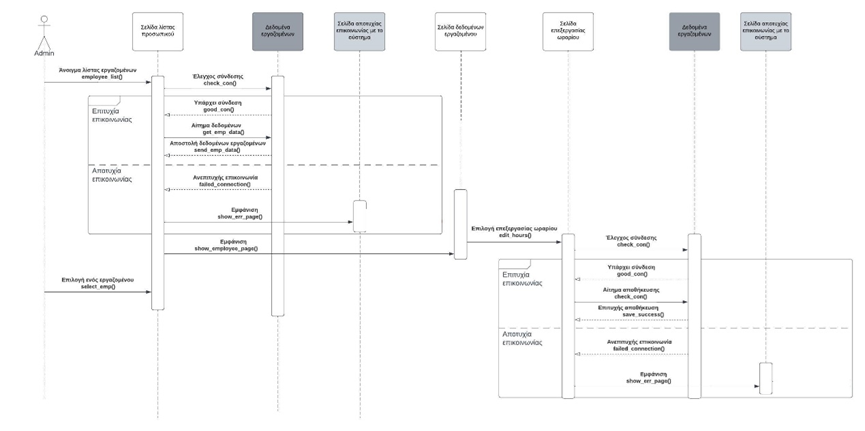 Admin
Σελίδα λίστας
προσωπικού
Δεδομένα
εργαζομένων
Σελίδα αποτυχίας
επικοινωνίας με το
σύστημα
Σελίδα δεδομένων
εργαζομένου
Σελίδα
επεξεργασίας
ωραρίου
Δεδομένα
εργαζομένων
Σελίδα αποτυχίας
επικοινωνίας με το
σύστημα
Άνοιγμα λίστας εργαζομένων
employee_list()
Έλεγχος σύνδεσης
check_con()
Επιτυχία
επικοινωνίας
Υπάρχει σύνδεση
good_con()
Αίτημα δεδομένων
get_emp_data()
Αποστολή δεδομένων εργαζομένων
send_emp_data()
Αποτυχία
επικοινωνίας
Ανεπιτυχής επικοινωνία
failed_connection()
Εμφάνιση
show_err_page()
Εμφάνιση
show_employee_page()
Επιλογή ενός εργαζομένου
select_emp()
Επιλογή επεξεργασίας ωραρίου
edit_hours()
Έλεγχος σύνδεσης
check_con()
Επιτυχία
επικοινωνίας
Υπάρχει σύνδεση
good_con()
Αίτημα αποθήκευσης
check_con()
Επιτυχής αποθήκευση
save_success()
Αποτυχία
επικοινωνίας
Ανεπιτυχής επικοινωνία
failed_connection()
Εμφάνιση
show_err_page()